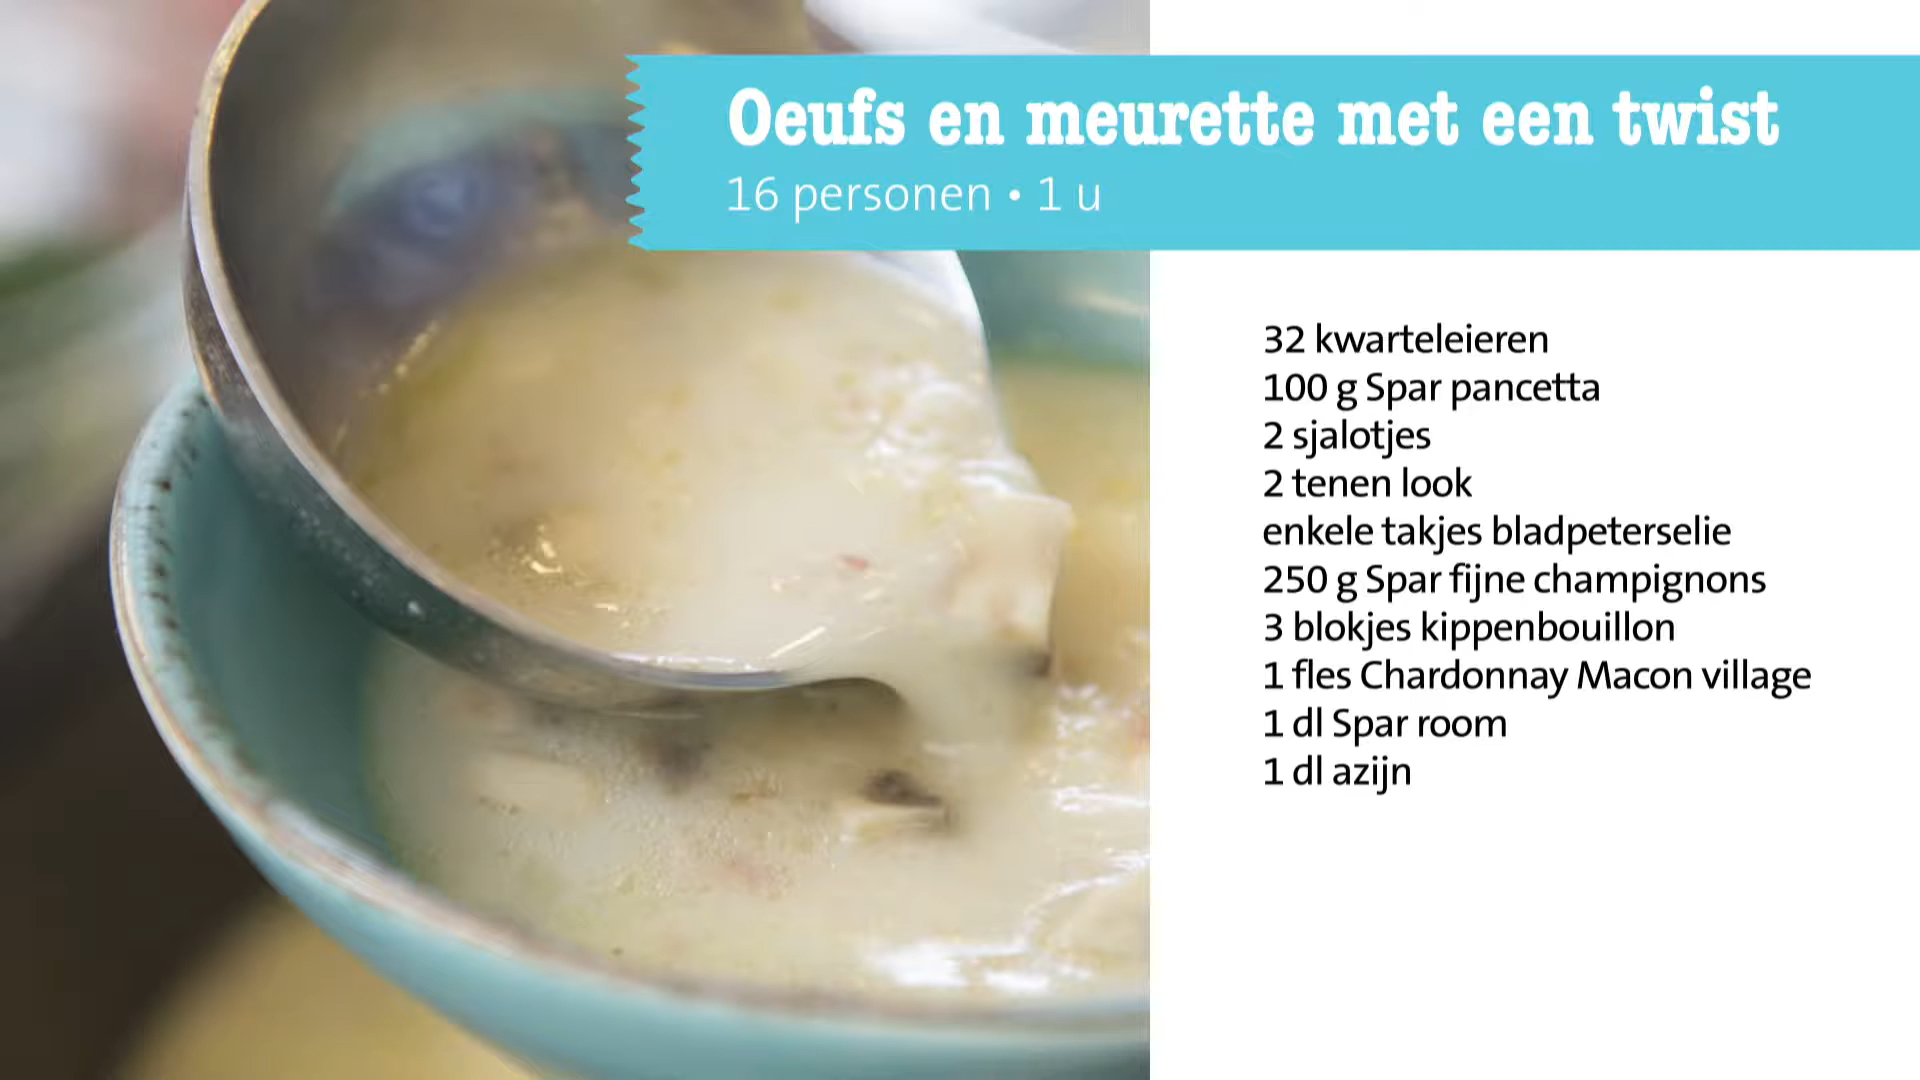 Oeufs en meurette met een twist
16 personen • 1 u
32 kwarteleieren
100 g Spar pancetta
2 sjalotjes
2 tenen look
enkele takjes bladpeterselie
250 g Spar fijne champignons
3 blokjes kippenbouillon
1 fles Chardonnay Macon village
1 dl Spar room
1 dl azijn